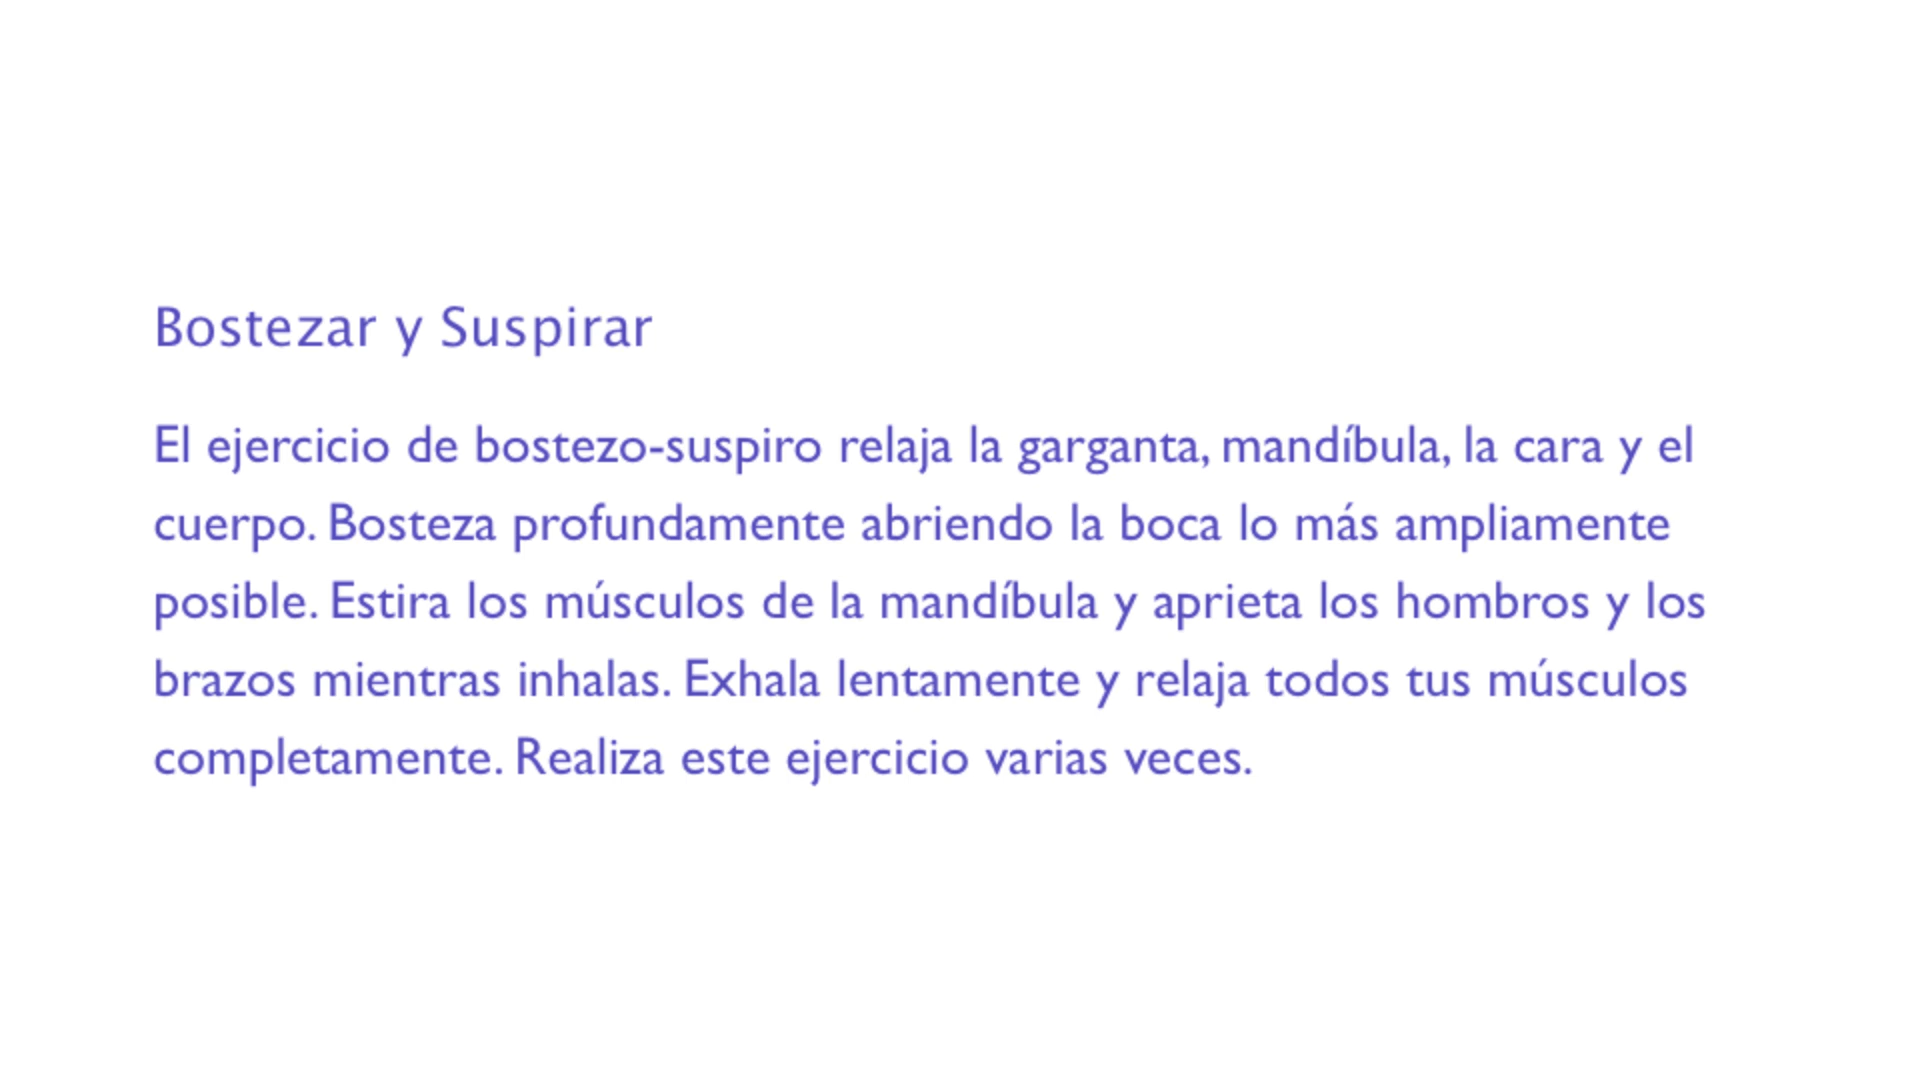 Bostezar y Suspirar
El ejercicio de bostezo-suspiro relaja la garganta, mandíbula, la cara y el
cuerpo. Bosteza profundamente abriendo la boca lo más ampliamente
posible. Estira los músculos de la mandíbula y aprieta los hombros y los
brazos mientras inhalas. Exhala lentamente y relaja todos tus músculos
completamente. Realiza este ejercicio varias veces.